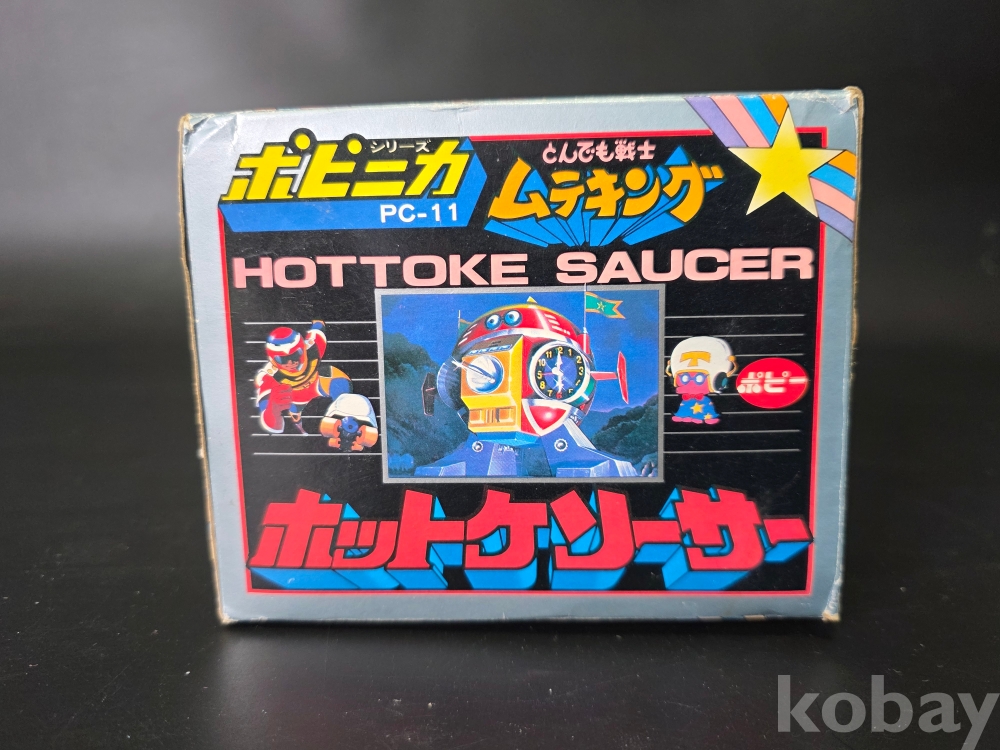 ポピニカ
シリーズ
PC-11
とんでも戦士
ムテキング
HOTTOKE SAUCER
T
12
ポピー
ホットケソーサー
kobay